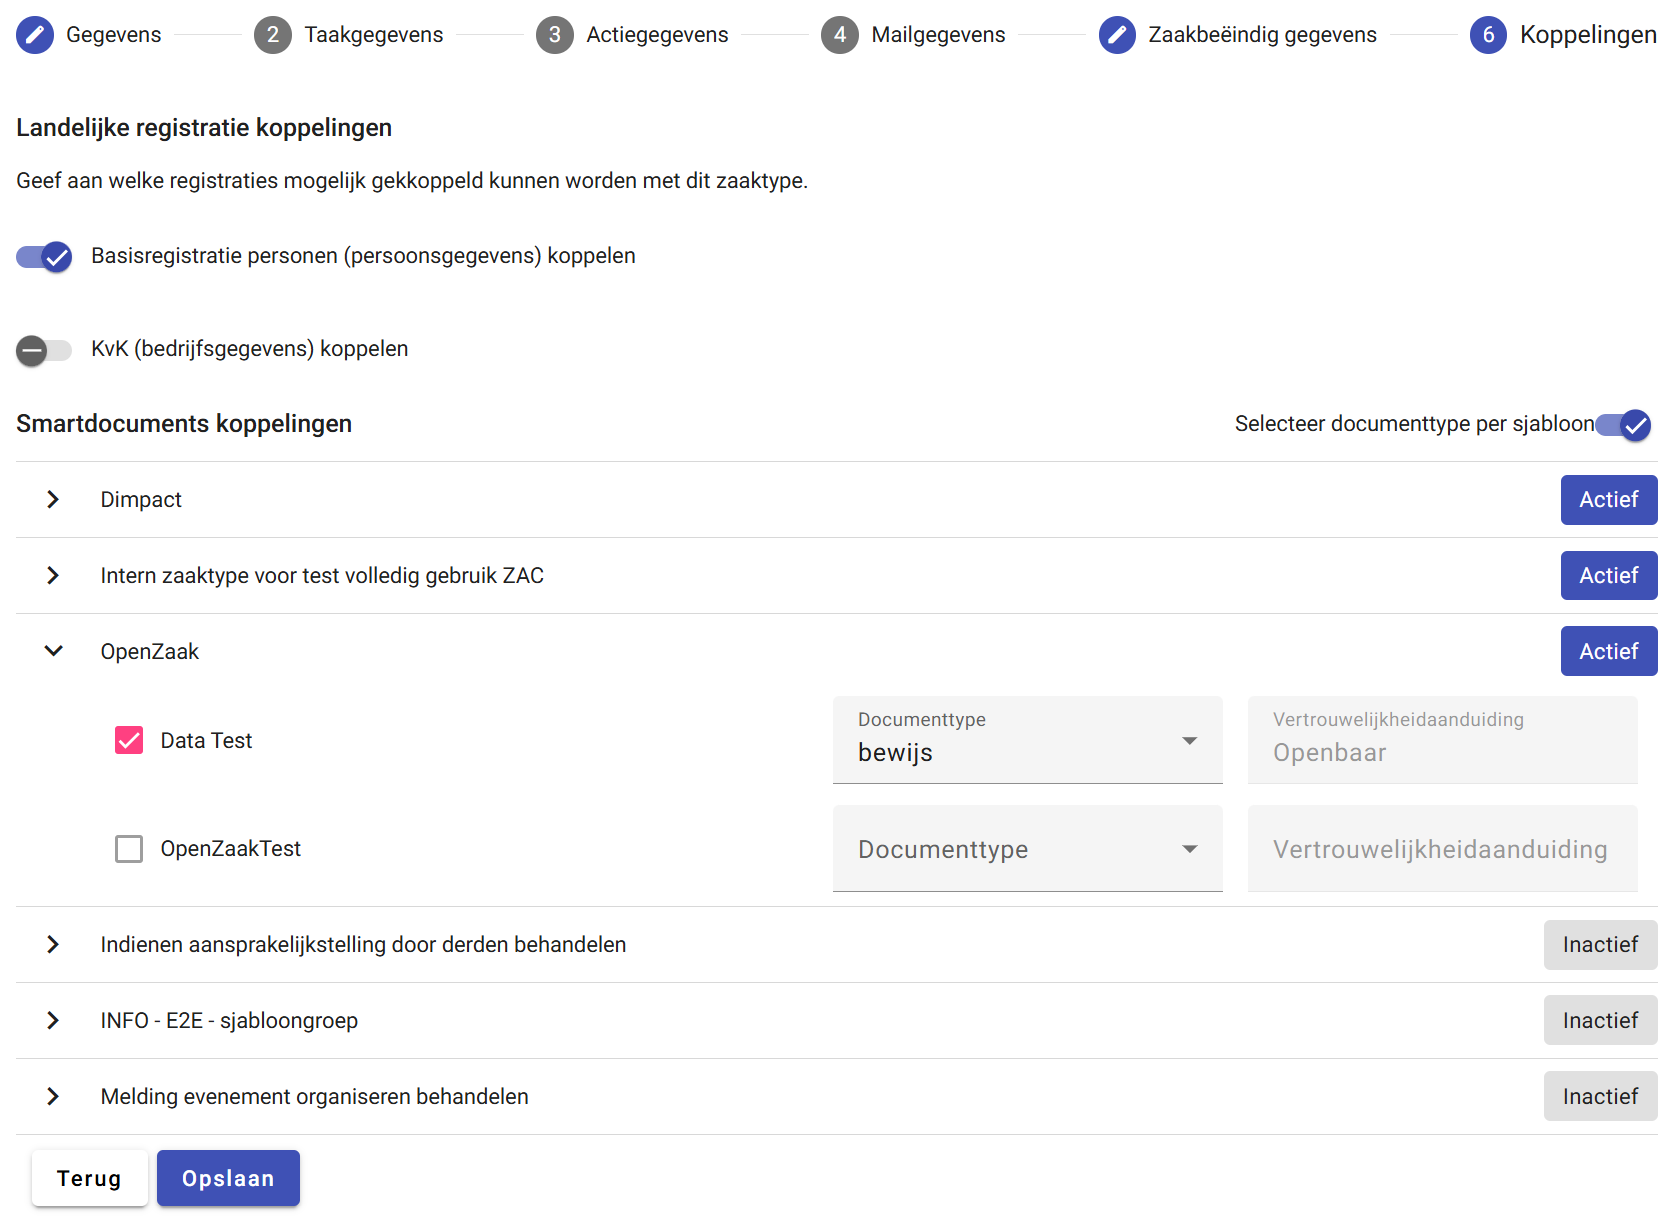 Gegevens 2 Taakgegevens 3 Actiegegevens 4 Mailgegevens Zaakbeëindig gegevens 6 Koppelingen
Landelijke registratie koppelingen
Geef aan welke registraties mogelijk gekkoppeld kunnen worden met dit zaaktype.
Basisregistratie personen (persoonsgegevens) koppelen
KvK (bedrijfsgegevens) koppelen
Smartdocuments koppelingen Selecteer documenttype per sjabloon
Dimpact Actief
Intern zaaktype voor test volledig gebruik ZAC Actief
OpenZaak Actief
Documenttype Vertrouwelijkheidaanduiding
Data Test bewijs Openbaar
OpenZaakTest Documenttype Vertrouwelijkheidaanduiding
Indienen aansprakelijkstelling door derden behandelen Inactief
INFO - E2E - sjabloongroep Inactief
Melding evenement organiseren behandelen Inactief
Terug Opslaan